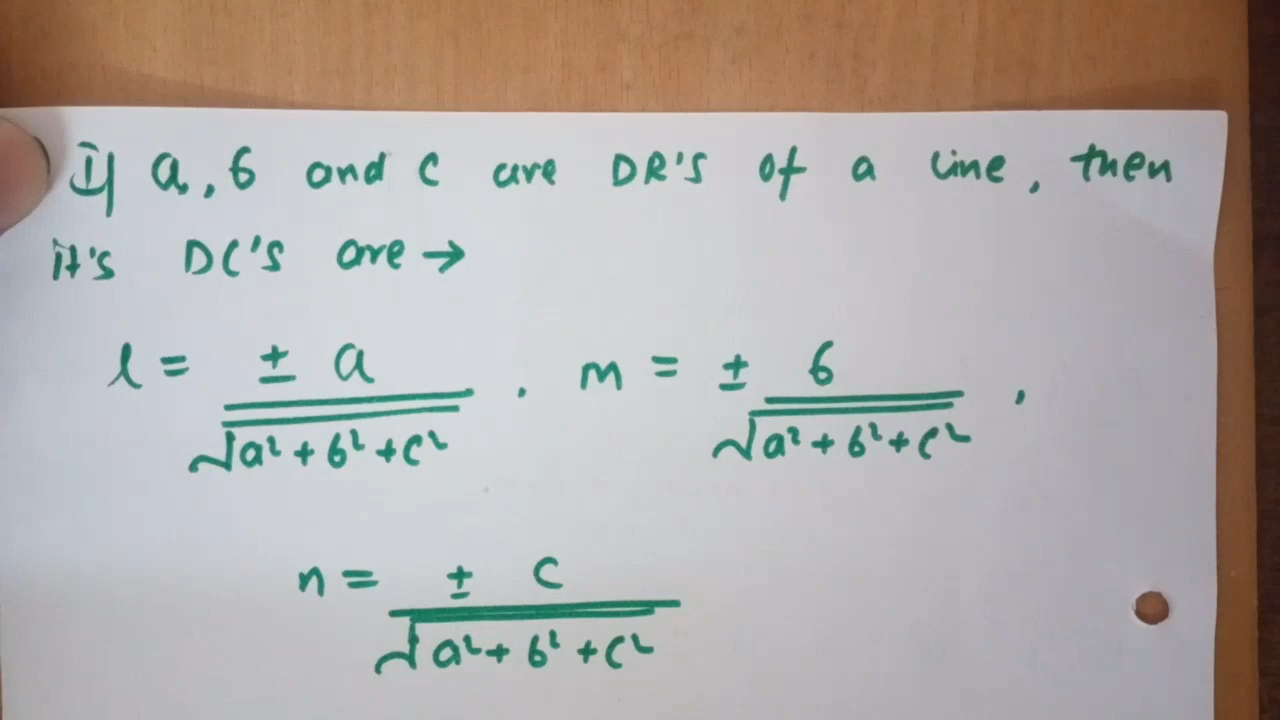 If a, b and c are DR'S of a line, then
it's DC's are →
l = ± a / √a²+b²+c² , m = ± b / √a²+b²+c² ,
n = ± c / √a²+b²+c²